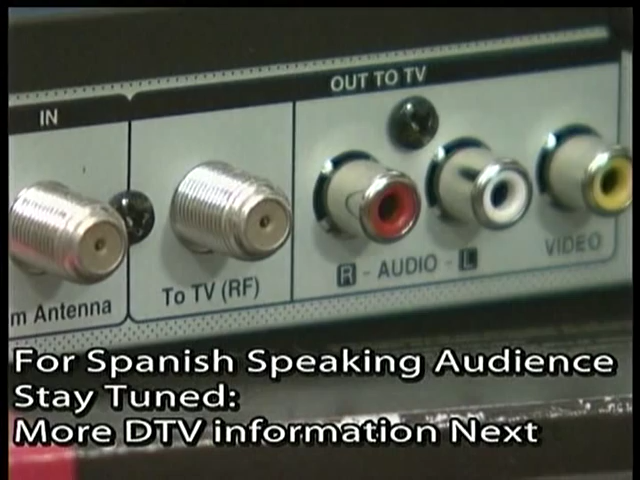 OUT TO TV
IN
m Antenna
To TV (RF)
R - AUDIO - L
VIDEO
For Spanish Speaking Audience
Stay Tuned:
More DTV information Next